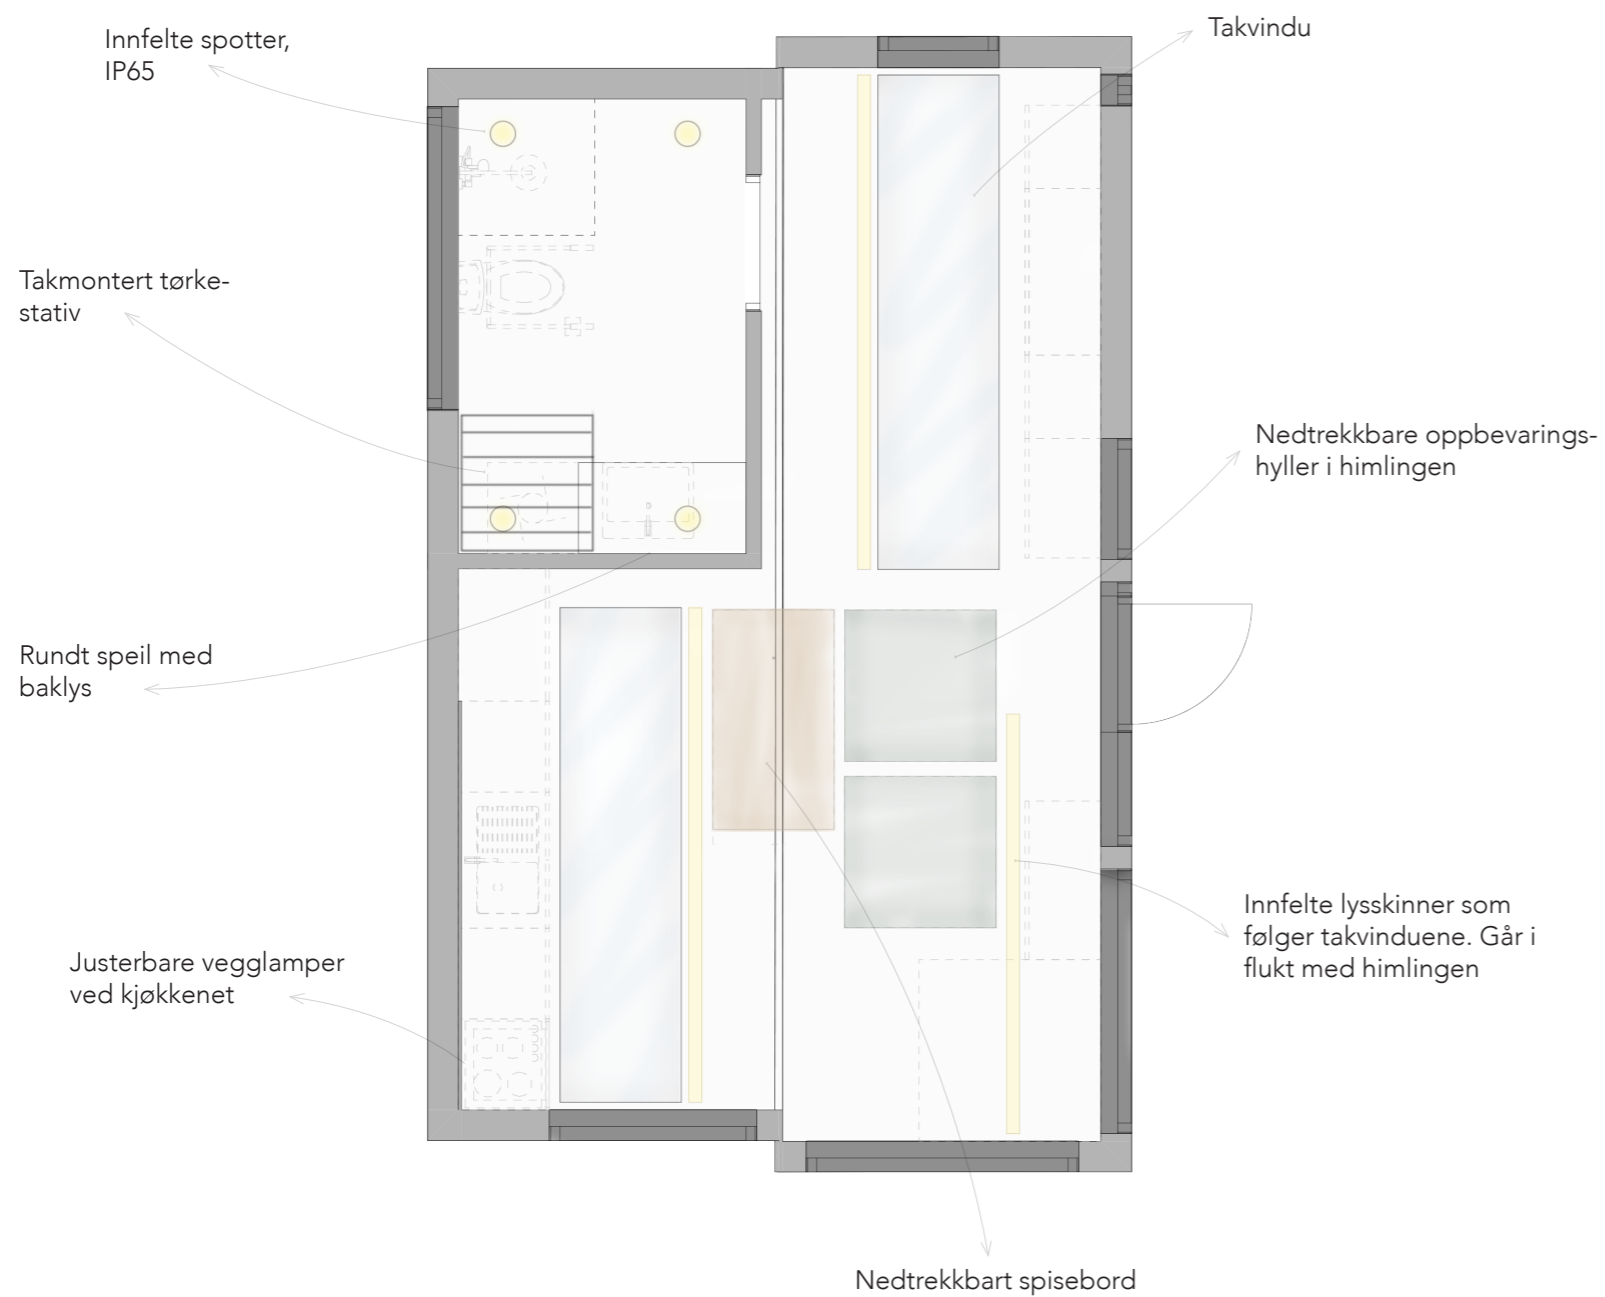 Innfelte spotter,
IP65
Takvindu
Takmontert tørke-
stativ
Nedtrekkbare oppbevarings-
hyller i himlingen
Rundt speil med
baklys
Innfelte lysskinner som
følger takvinduene. Går i
flukt med himlingen
Justerbare vegglamper
ved kjøkkenet
Nedtrekkbart spisebord